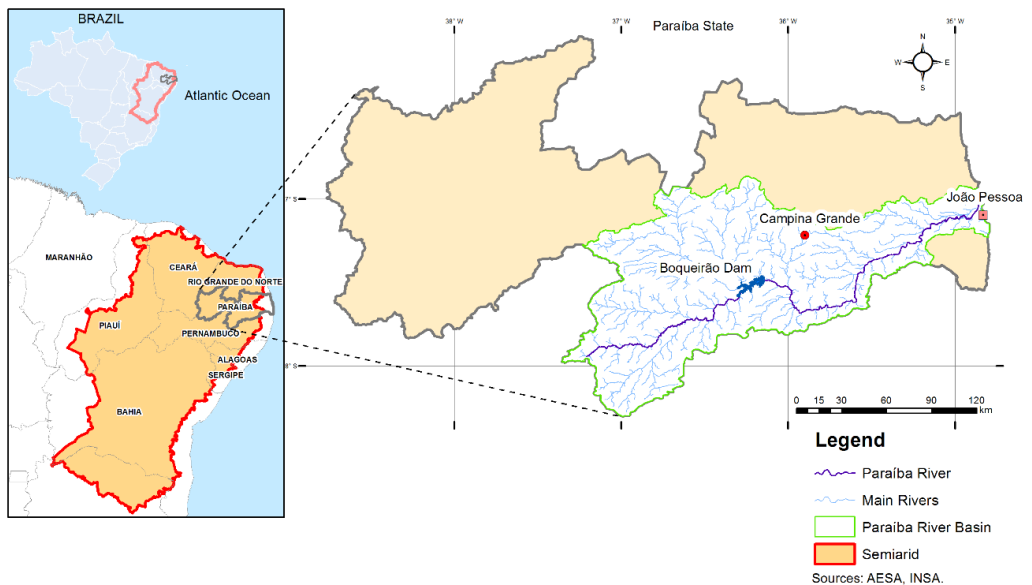 BRAZIL
Atlantic Ocean
MARANHÃO
CEARÁ
RIO GRANDE DO NORTE
PARAÍBA
PIAUÍ
PERNAMBUCO
ALAGOAS
SERGIPE
BAHIA
38° W
37° W
36° W
36° W
Paraíba State
N
W
E
S
7° S
João Pessoa
Campina Grande
Boqueirão Dam
8° S
0 15 30 60 90 120
km
Legend
Paraíba River
Main Rivers
Paraíba River Basin
Semiarid
Sources: AESA, INSA.